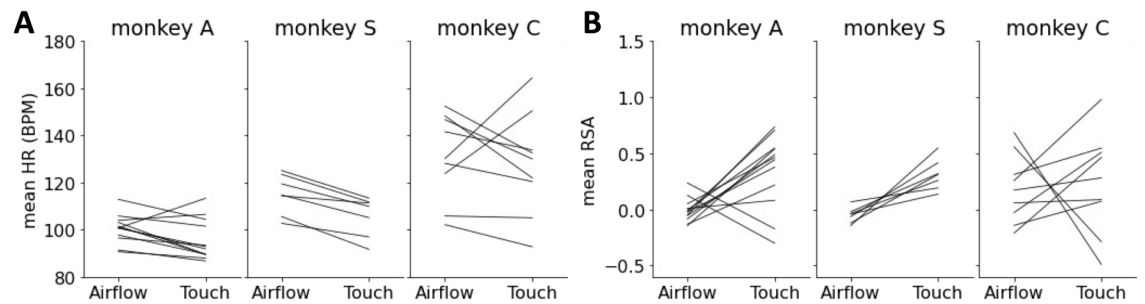 A
monkey A
monkey S
monkey C
mean HR (BPM)
180
160
140
120
100
80
Airflow
Touch
Airflow
Touch
Airflow
Touch
B
monkey A
monkey S
monkey C
mean RSA
1.5
1.0
0.5
0.0
−0.5
Airflow
Touch
Airflow
Touch
Airflow
Touch